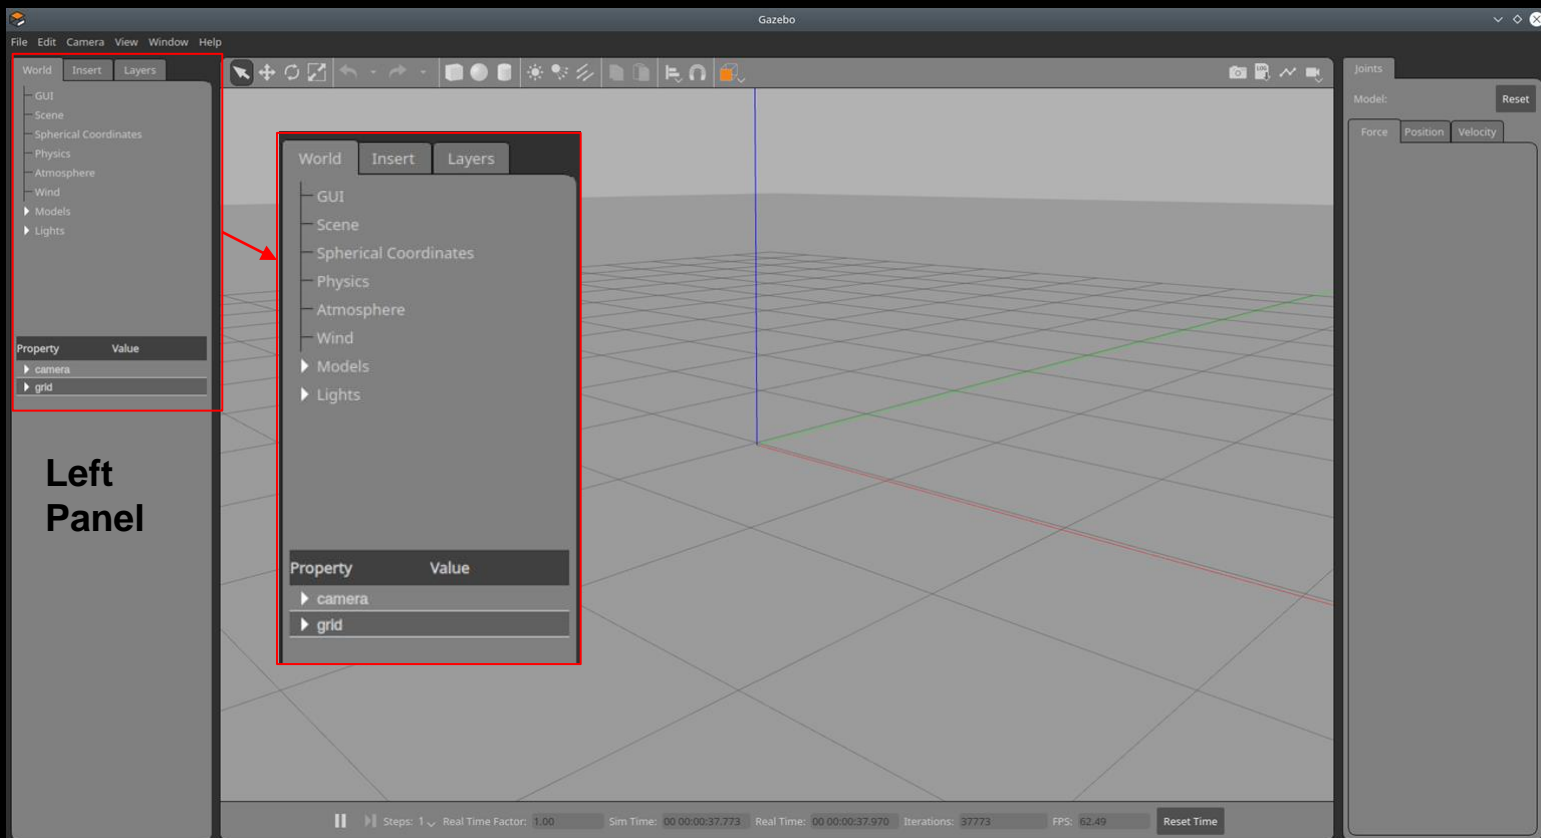 Gazebo
File Edit Camera View Window Help
World Insert Layers
GUI
Scene
Spherical Coordinates
Physics
Atmosphere
Wind
Models
Lights
Property Value
camera
grid
Left
Panel
World Insert Layers
GUI
Scene
Spherical Coordinates
Physics
Atmosphere
Wind
Models
Lights
Property Value
camera
grid
LOG
Joints
Model: Reset
Force Position Velocity
Steps: 1 Real Time Factor: 1.00 Sim Time: 00 00:00:37.773 Real Time: 00 00:00:37.970 Iterations: 37773 FPS: 62.49 Reset Time